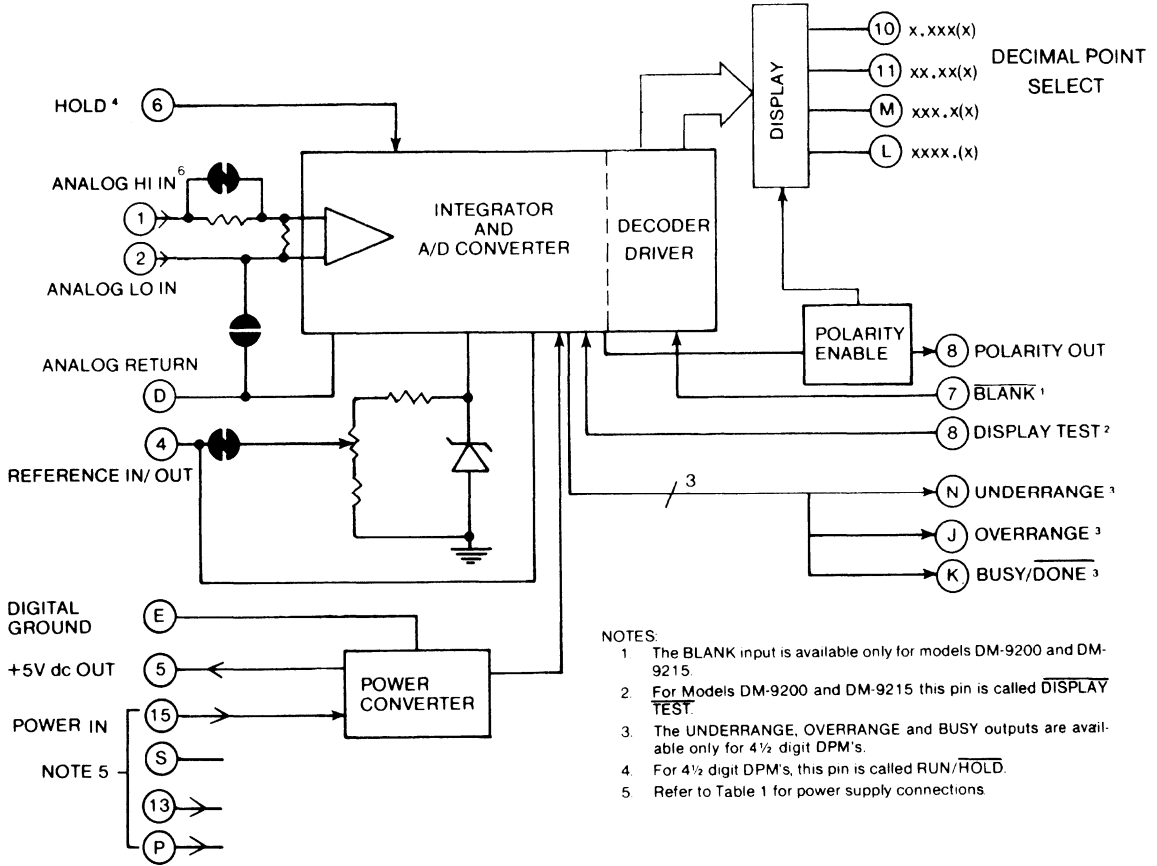 10 x.xxx(x)
11 xx.xx(x)
M xxx.x(x)
L xxxx.(x)
DECIMAL POINT
SELECT
DISPLAY
HOLD 4 6
ANALOG HI IN 6
1
2
ANALOG LO IN
INTEGRATOR
AND
A/D CONVERTER
DECODER
DRIVER
ANALOG RETURN
D
4
REFERENCE IN/OUT
POLARITY
ENABLE
8 POLARITY OUT
7 BLANK 1
8 DISPLAY TEST 2
3
N UNDERRANGE 3
J OVERRANGE 3
K BUSY/DONE 3
DIGITAL
GROUND
E
+5V dc OUT 5
POWER
CONVERTER
POWER IN
15
NOTE 5
S
13
P
NOTES:
1 The BLANK input is available only for models DM-9200 and DM-
9215.
2. For Models DM-9200 and DM-9215 this pin is called DISPLAY
TEST.
3. The UNDERRANGE, OVERRANGE and BUSY outputs are avail-
able only for 4½ digit DPM's.
4. For 4½ digit DPM's, this pin is called RUN/HOLD.
5. Refer to Table 1 for power supply connections.